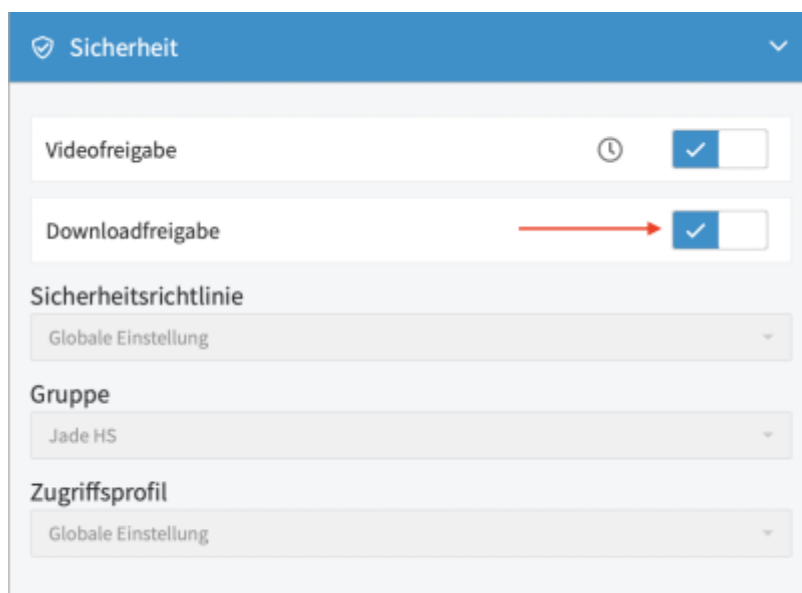 Sicherheit
Videofreigabe
Downloadfreigabe
Sicherheitsrichtlinie
Globale Einstellung
Gruppe
Jade HS
Zugriffsprofil
Globale Einstellung